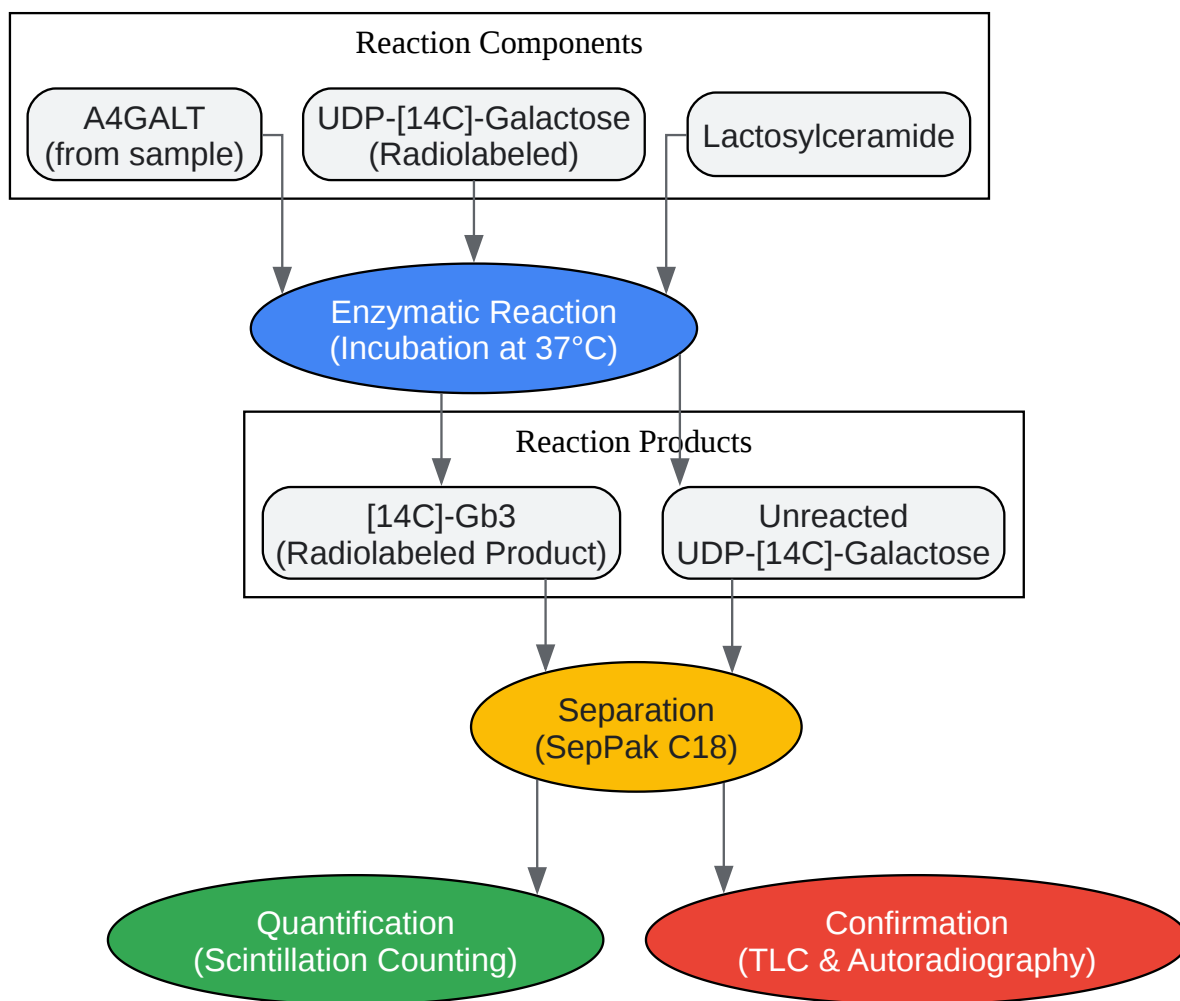 Reaction Components
A4GALT
(from sample)
UDP-[14C]-Galactose
(Radiolabeled)
Lactosylceramide
Enzymatic Reaction
(Incubation at 37°C)
Reaction Products
[14C]-Gb3
(Radiolabeled Product)
Unreacted
UDP-[14C]-Galactose
Separation
(SepPak C18)
Quantification
(Scintillation Counting)
Confirmation
(TLC & Autoradiography)